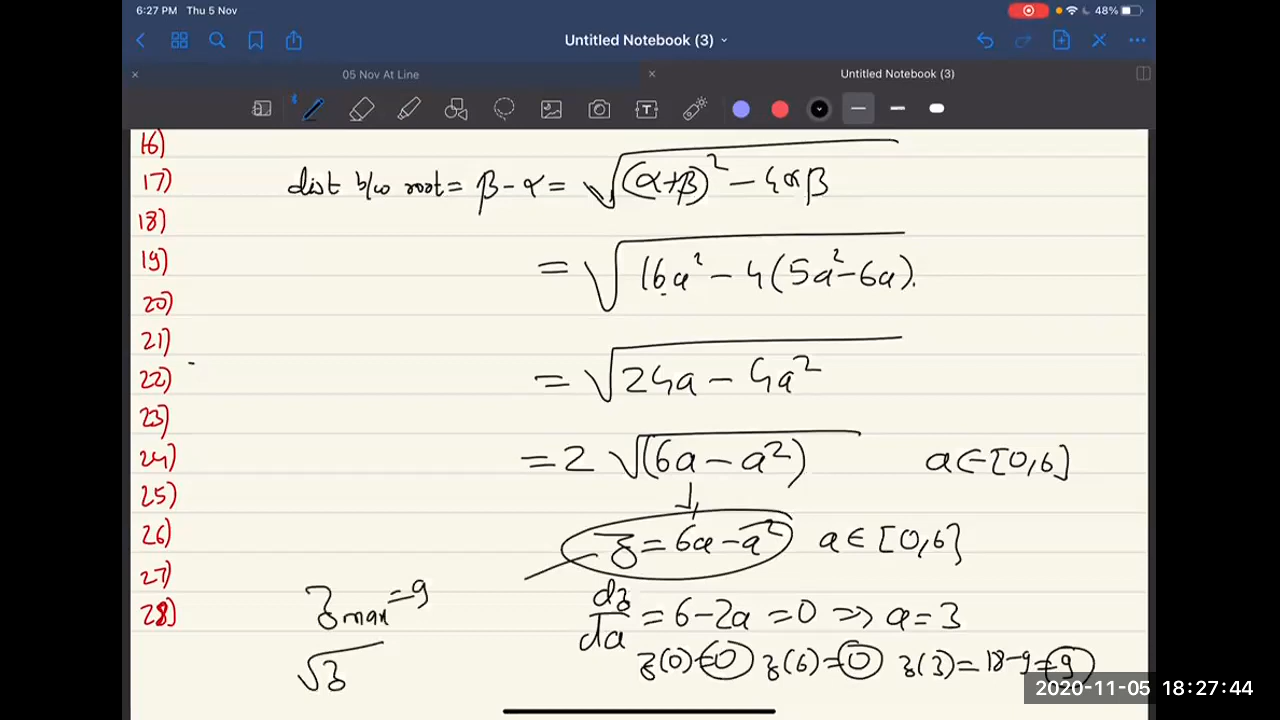 6:27 PM Thu 5 Nov
48%
Untitled Notebook (3)
05 Nov At Line
Untitled Notebook (3)
16)
17) dist b/w root = β - α = √(α+β)² - 4αβ
18)
19) = √16a² - 4(5a² - 6a).
20)
21)
22) = √24a - 4a²
23)
24) = 2 √(6a - a²) a ∈ [0,6]
25)
26) z = 6a - a² a ∈ [0,6]
27)
28) z max = 9 dz/da = 6 - 2a = 0 ⇒ a = 3
√z z(0) = 0 z(6) = 0 z(3) = 18 - 9 = 9
2020-11-05 18:27:44